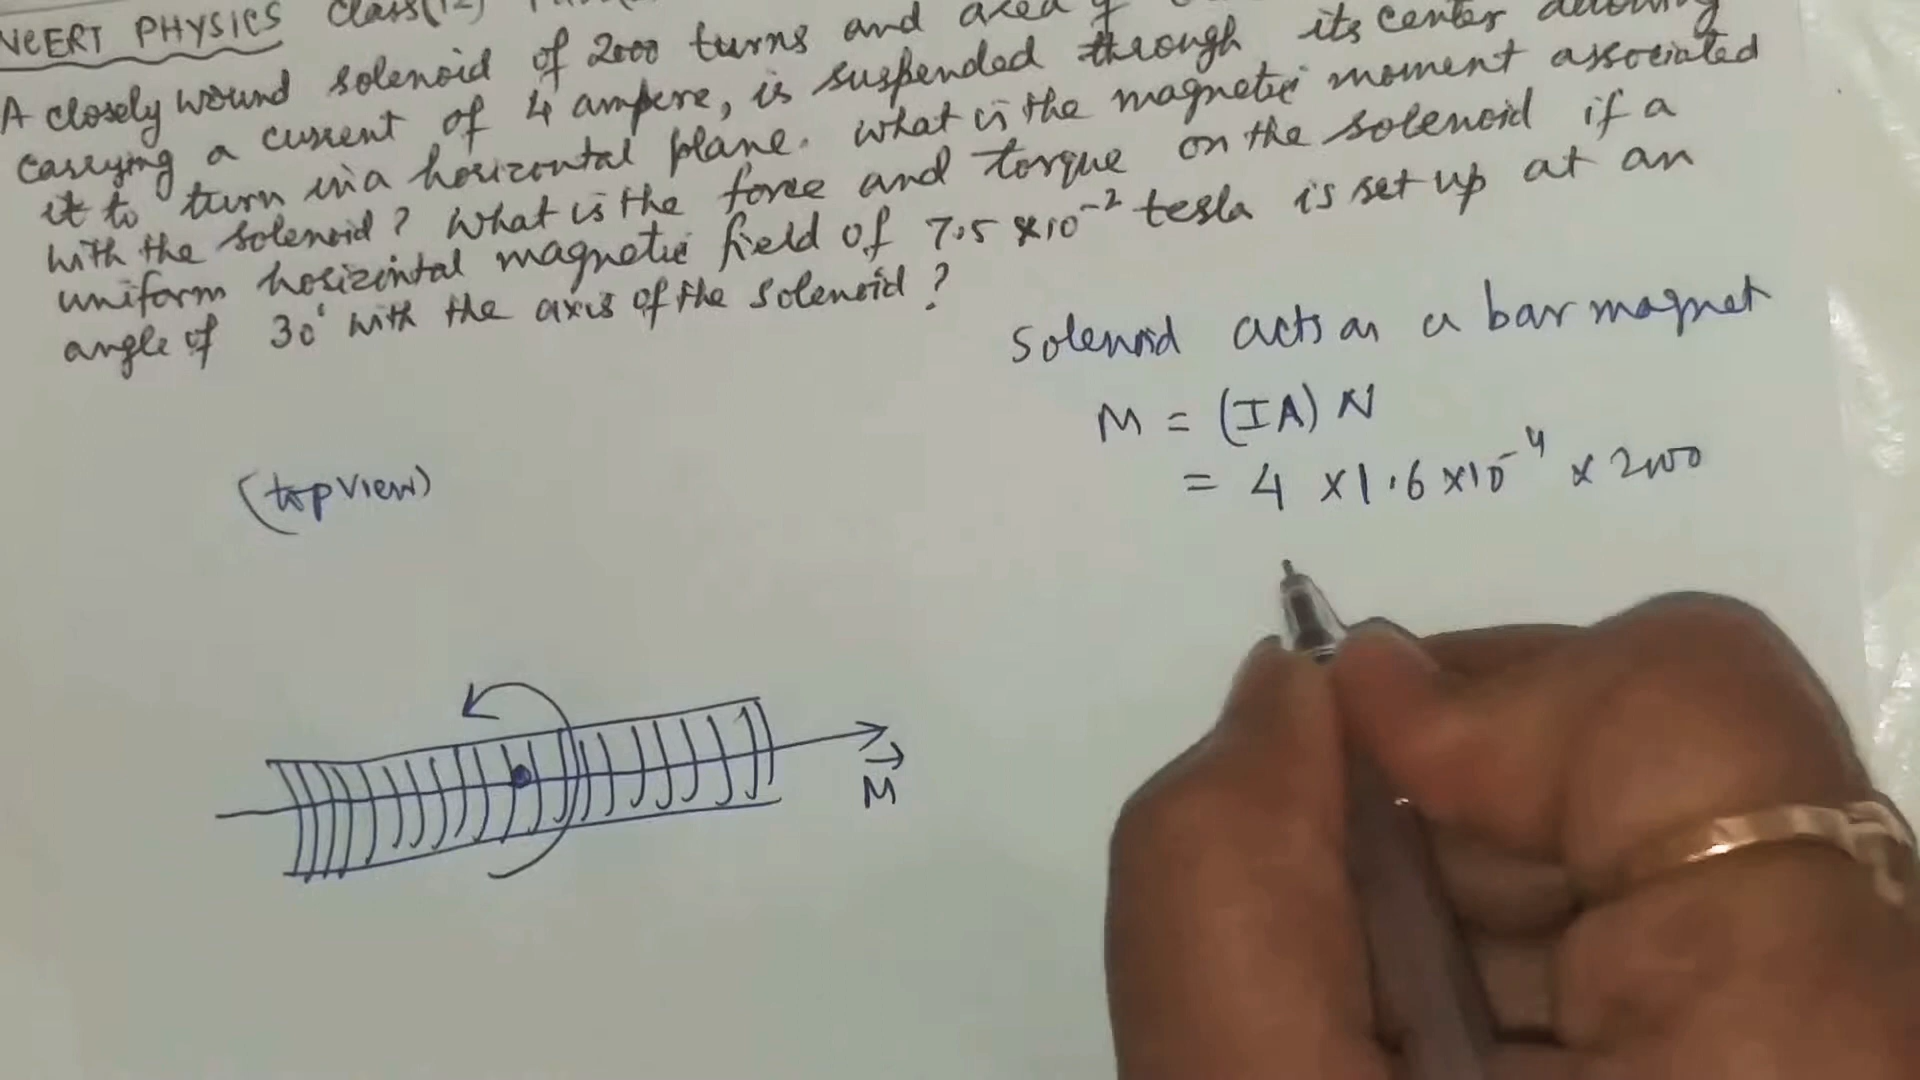 NCERT PHYSICS Class(12)
A closely wound solenoid of 2000 turns and area of
carrying a current of 4 ampere, is suspended through its center allowing
it to turn in a horizontal plane. What is the magnetic moment associated
with the solenoid? What is the force and torque on the solenoid if a
uniform horizontal magnetic field of 7.5 × 10⁻² tesla is set up at an
angle of 30° with the axis of the solenoid?
Solenoid acts as a bar magnet
M = (IA) N
= 4 × 1.6 × 10⁻⁴ × 2000
(top view)
M